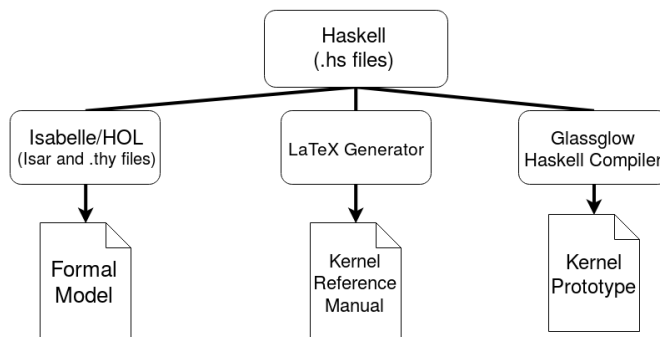 Haskell
(.hs files)
Isabelle/HOL
(Isar and .thy files)
LaTeX Generator
Glassglow
Haskell Compiler
Formal
Model
Kernel
Reference
Manual
Kernel
Prototype